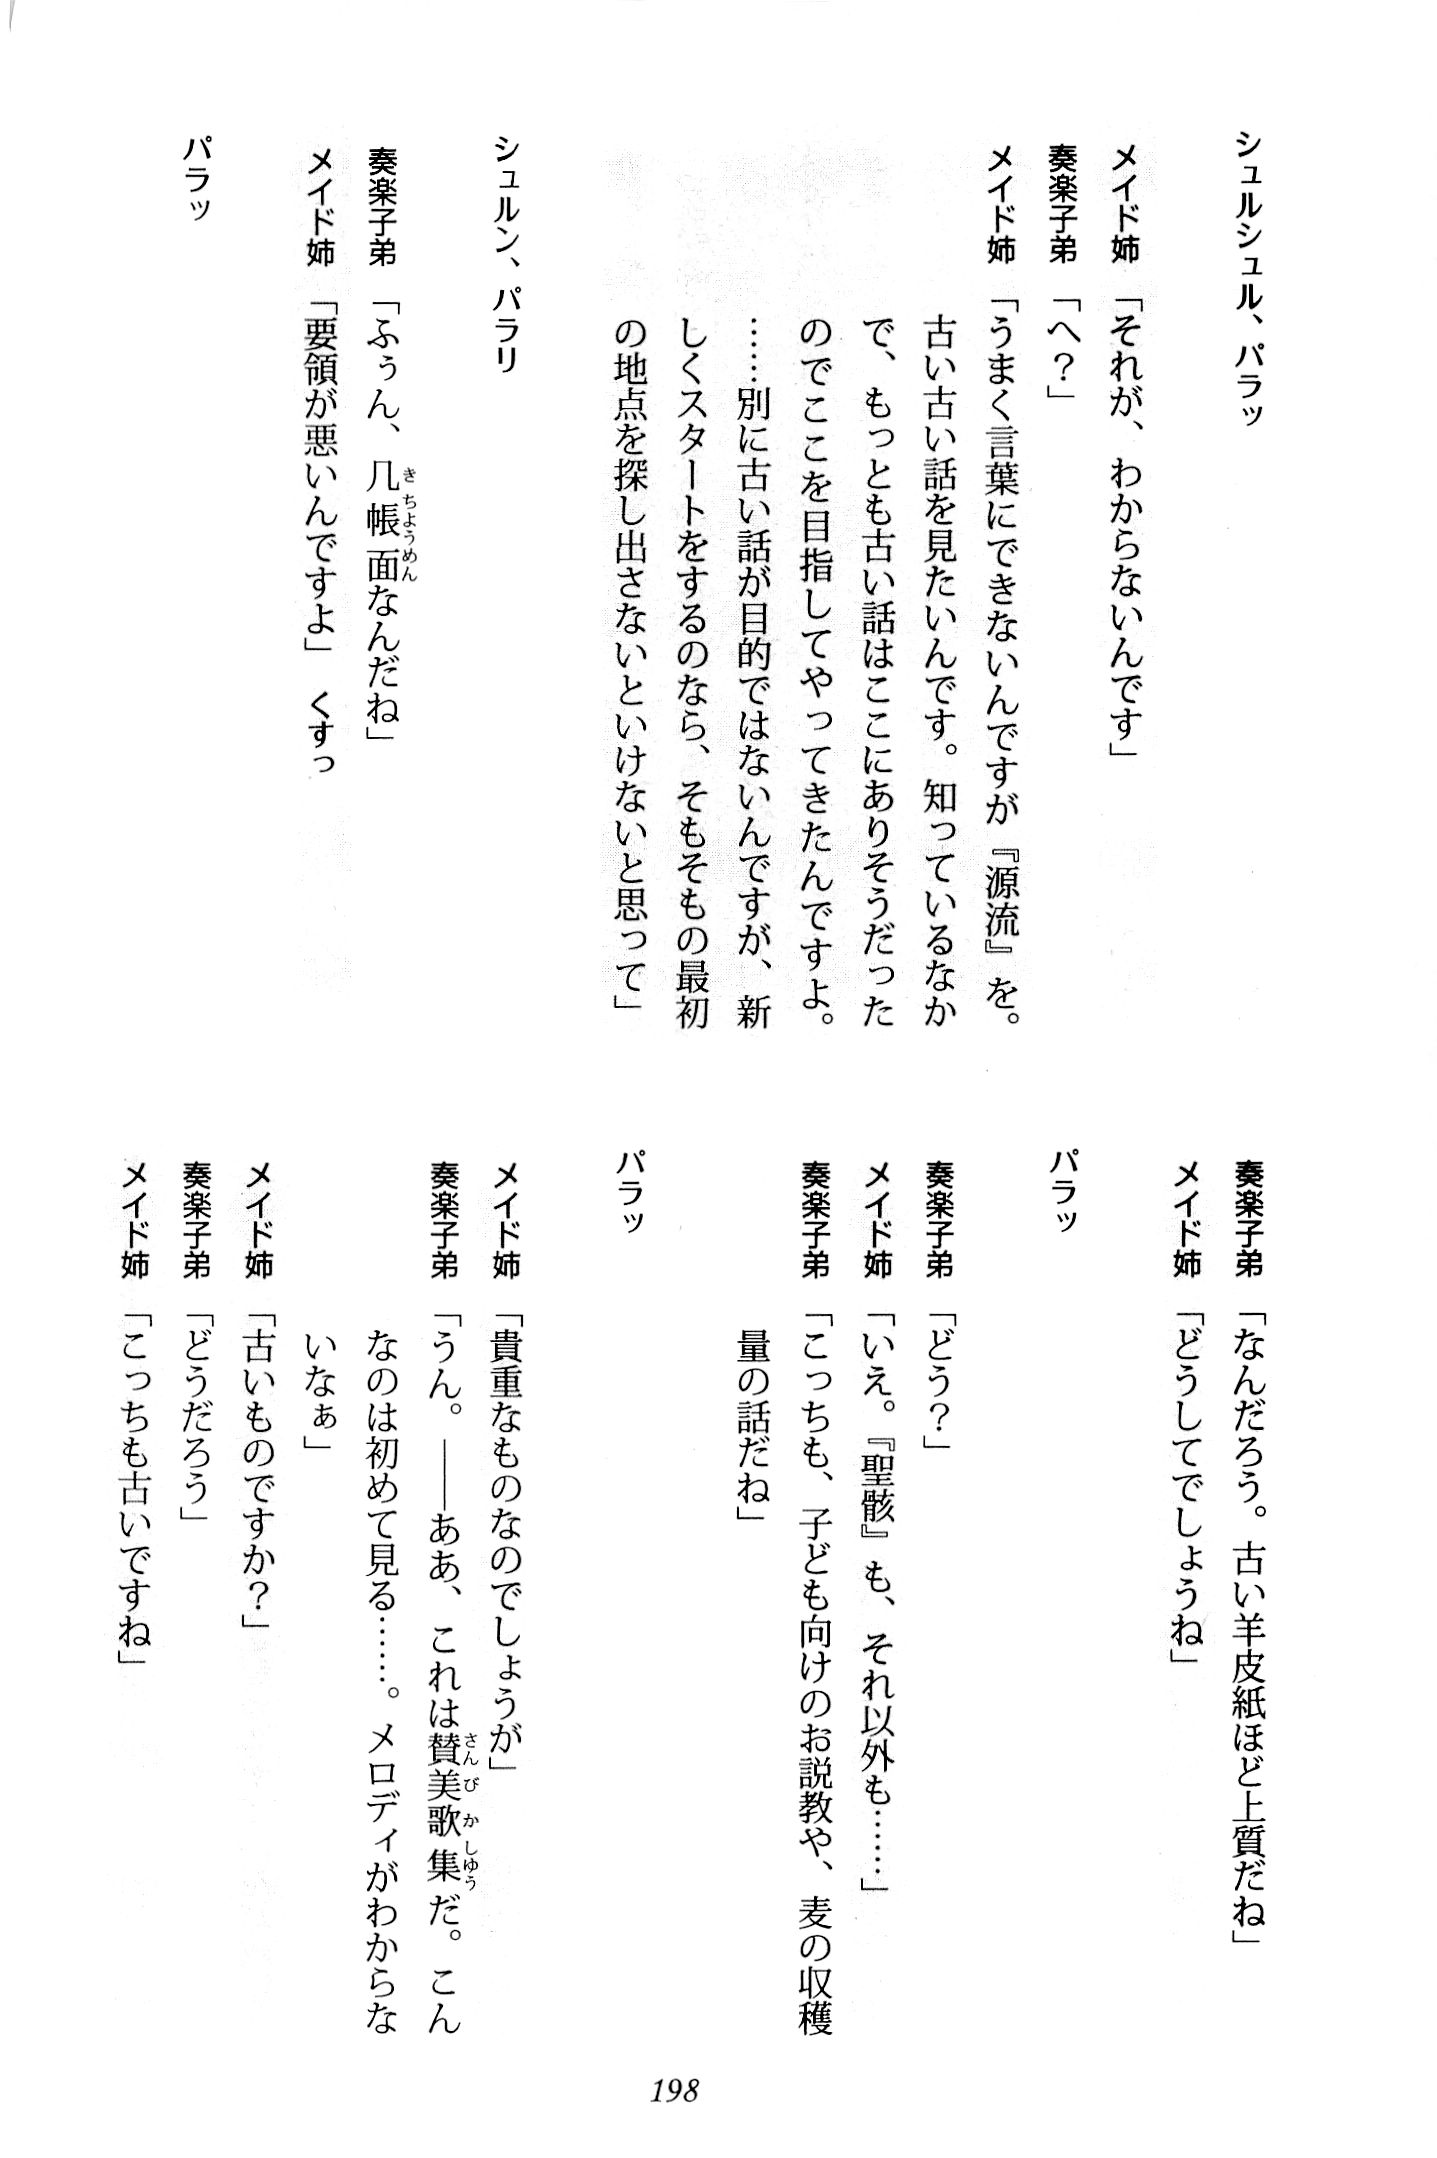 シュルシュル、パラッ
メイド姉「それが、わからないんです」
奏楽子弟「へ？」
メイド姉「うまく言葉にできないんですが『源流』を。
古い古い話を見たいんです。知っているなか
で、もっとも古い話はここにありそうだった
のでここを目指してやってきたんですよ。
……別に古い話が目的ではないんですが、新
しくスタートをするのなら、そもそもの最初
の地点を探し出さないといけないと思って」
シュルン、パラリ
奏楽子弟「ふぅん、几帳面なんだね」
メイド姉「要領が悪いんですよ」くすっ
パラッ
奏楽子弟「なんだろう。古い羊皮紙ほど上質だね」
メイド姉「どうしてでしょうね」
パラッ
奏楽子弟「どう？」
メイド姉「いえ。『聖骸』も、それ以外も……」
奏楽子弟「こっちも、子ども向けのお説教や、麦の収穫
量の話だね」
パラッ
メイド姉「貴重なものなのでしょうが」
奏楽子弟「うん。――ああ、これは賛美歌集だ。こん
なのは初めて見る……。メロディがわからな
いなぁ」
メイド姉「古いものですか？」
奏楽子弟「どうだろう」
メイド姉「こっちも古いですね」
198